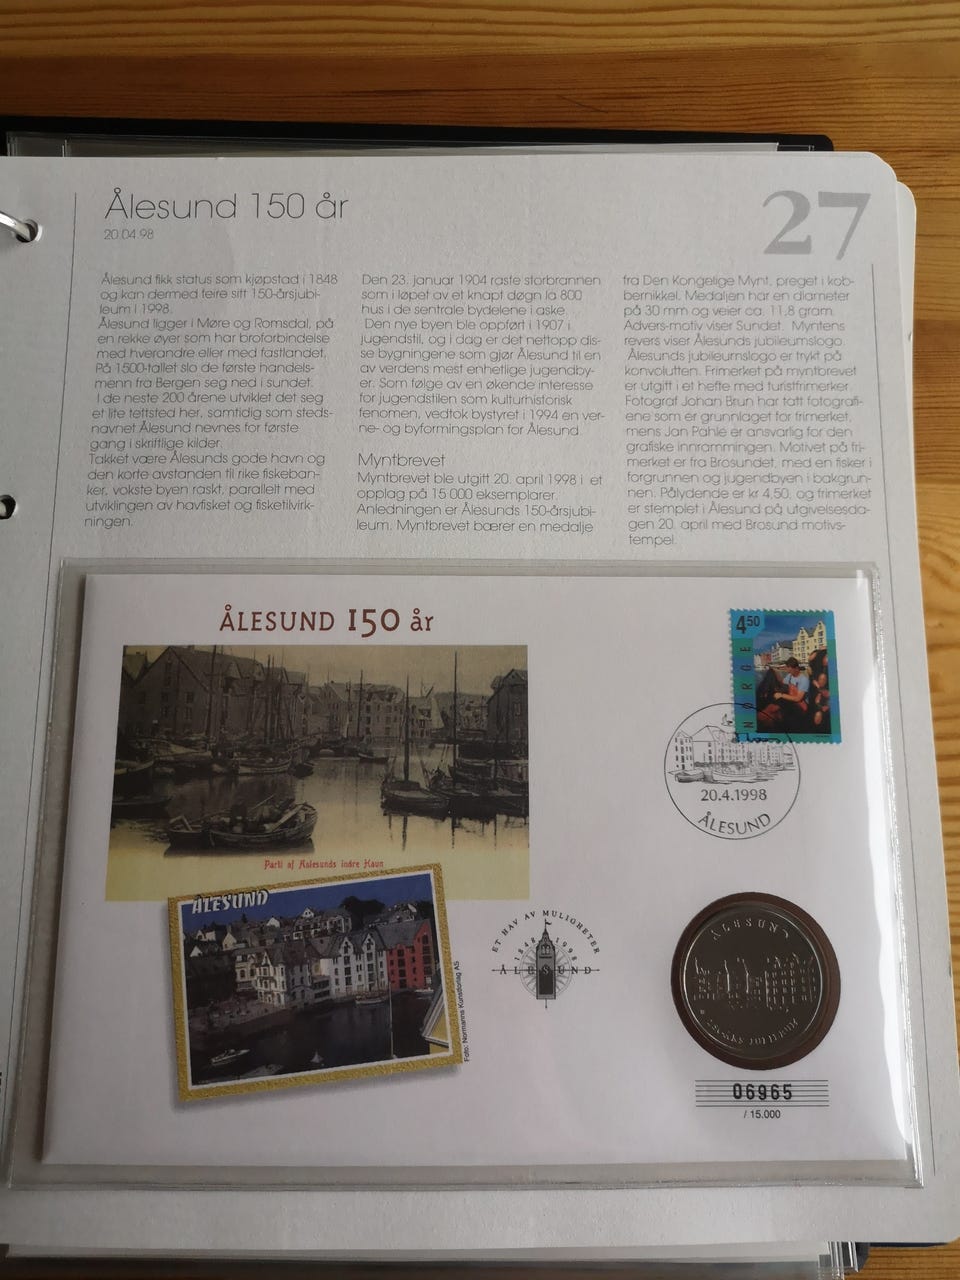 Ålesund 150 år
20.04.98
27
Ålesund fikk status som kjøpstad i 1848
og kan dermed feire sitt 150-årsjubi-
leum i 1998.
Ålesund ligger i Møre og Romsdal, på
en rekke øyer som har broforbindelse
med hverandre eller med fastlandet.
På 1500-tallet slo de første handels-
menn fra Bergen seg ned i sundet.
I de neste 200 årene utviklet det seg
et lite tettsted her, samtidig som steds-
navnet Ålesund nevnes for første
gang i skriftlige kilder.
Takket være Ålesunds gode havn og
den korte avstanden til rike fiskeban-
ker, vokste byen raskt, parallelt med
utviklingen av havfisket og fisketilvirk-
ningen.
Den 23. januar 1904 raste storbrannen
som i løpet av et knapt døgn la 800
hus i de sentrale bydelene i aske.
Den nye byen ble oppført i 1907 i
jugendstil, og i dag er det nettopp dis-
se bygningene som gjør Ålesund til en
av verdens mest enhetlige jugendby-
er. Som følge av en økende interesse
for jugendstilen som kulturhistorisk
fenomen, vedtok bystyret i 1994 en ver-
ne- og byformingsplan for Ålesund.
Myntbrevet
Myntbrevet ble utgitt 20. april 1998 i et
opplag på 15 000 eksemplarer.
Anledningen er Ålesunds 150-årsjubi-
leum. Myntbrevet bærer en medalje
fra Den Kongelige Mynt, preget i kob-
bernikkel. Medaljen har en diameter
på 30 mm og veier ca. 11,8 gram.
Advers-motiv viser Sundet. Myntens
revers viser Ålesunds jubileumslogo.
Ålesunds jubileumslogo er trykt på
konvolutten. Frimerket på myntbrevet
er utgitt i et hefte med turistfrimerker.
Fotograf Johan Brun har tatt fotografi-
ene som er grunnlaget for frimerket,
mens Jan Pahle er ansvarlig for den
grafiske innramningen. Motivet på fri-
merket er fra Brosundet, med en fisker i
forgrunnen og jugendbyen i bakgrun-
nen. Pålydende er kr 4,50, og frimerket
er stemplet i Ålesund på utgivelsesda-
gen 20. april med Brosund motivs-
tempel.
ÅLESUND 150 år
4 50
NORGE
20.4.1998
ÅLESUND
Parti af Aalesunds indre Havn
ÅLESUND
Foto: Normanns Kunstforlag AS
ET HAV AV MULIGHETER
1848 1998
ÅLESUND
ÅLESUND
06965
/ 15.000